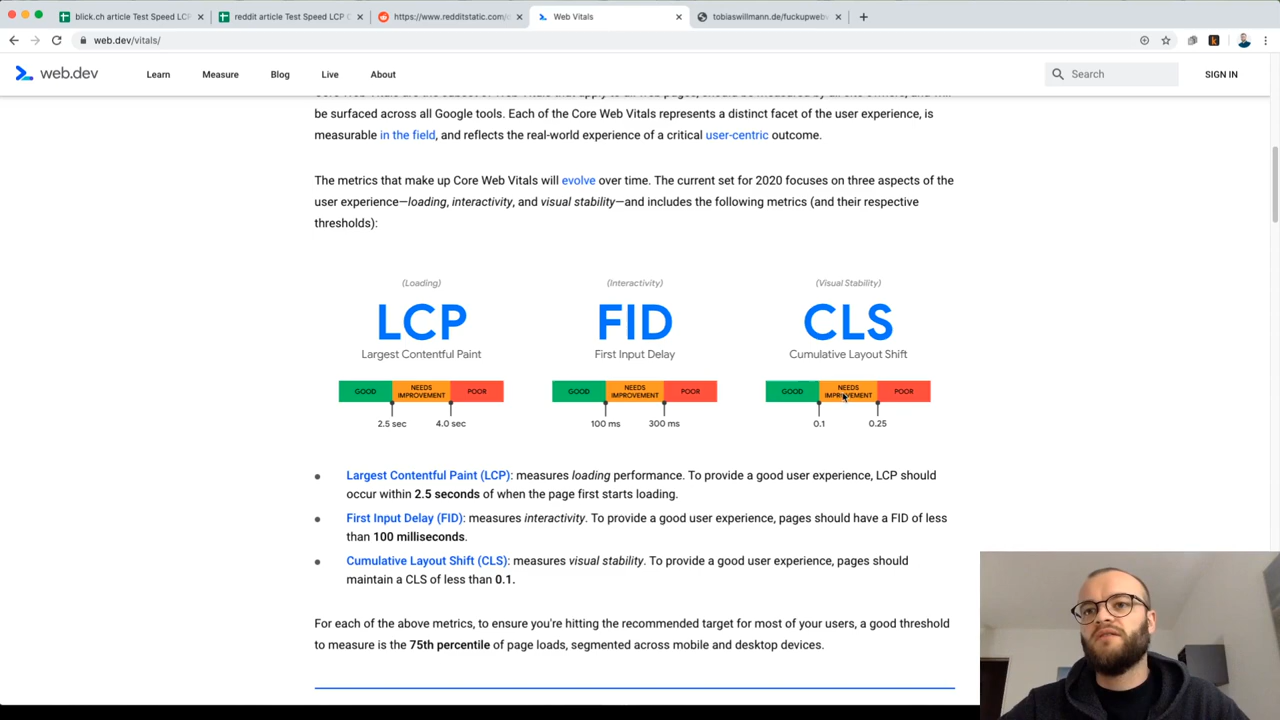 blick.ch article Test Speed LCP
reddit article Test Speed LCP
https://www.redditstatic.com/
Web Vitals
tobiaswillmann.de/fuckupwebv
web.dev/vitals/
web.dev
Learn
Measure
Blog
Live
About
Search
SIGN IN
be surfaced across all Google tools. Each of the Core Web Vitals represents a distinct facet of the user experience, is
measurable in the field, and reflects the real-world experience of a critical user-centric outcome.
The metrics that make up Core Web Vitals will evolve over time. The current set for 2020 focuses on three aspects of the
user experience—loading, interactivity, and visual stability—and includes the following metrics (and their respective
thresholds):
(Loading)
LCP
Largest Contentful Paint
GOOD
NEEDS
IMPROVEMENT
POOR
2.5 sec
4.0 sec
(Interactivity)
FID
First Input Delay
GOOD
NEEDS
IMPROVEMENT
POOR
100 ms
300 ms
(Visual Stability)
CLS
Cumulative Layout Shift
GOOD
NEEDS
IMPROVEMENT
POOR
0.1
0.25
Largest Contentful Paint (LCP): measures loading performance. To provide a good user experience, LCP should
occur within 2.5 seconds of when the page first starts loading.
First Input Delay (FID): measures interactivity. To provide a good user experience, pages should have a FID of less
than 100 milliseconds.
Cumulative Layout Shift (CLS): measures visual stability. To provide a good user experience, pages should
maintain a CLS of less than 0.1.
For each of the above metrics, to ensure you're hitting the recommended target for most of your users, a good threshold
to measure is the 75th percentile of page loads, segmented across mobile and desktop devices.